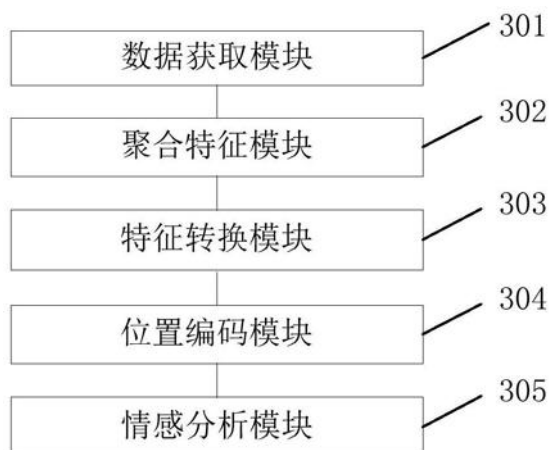 301
数据获取模块
302
聚合特征模块
303
特征转换模块
304
位置编码模块
305
情感分析模块